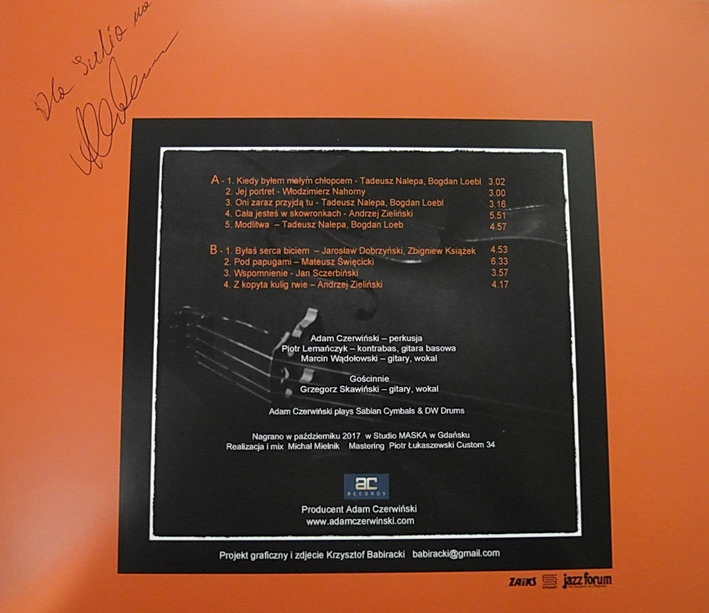 Dla Julia na
A - 1. Kiedy byłem małym chłopcem - Tadeusz Nalepa, Bogdan Loebl 3.02
2. Jej portret - Włodzimierz Nahorny 3.00
3. Oni zaraz przyjdą tu - Tadeusz Nalepa, Bogdan Loebl 3.16
4. Cała jesteś w skowronkach - Andrzej Zieliński 5.51
5. Modlitwa – Tadeusz Nalepa, Bogdan Loeb 4.57
B - 1. Byłaś serca biciem – Jarosław Dobrzyński, Zbigniew Książek 4.53
2. Pod papugami – Mateusz Święcicki 6.33
3. Wspomnienie - Jan Sczerbiński 3.57
4. Z kopyta kulig rwie – Andrzej Zieliński 4.17
Adam Czerwiński – perkusja
Piotr Lemańczyk – kontrabas, gitara basowa
Marcin Wądołowski – gitary, wokal
Gościnnie
Grzegorz Skawiński – gitary, wokal
Adam Czerwiński plays Sabian Cymbals & DW Drums
Nagrano w październiku 2017 w Studio MASKA w Gdańsku
Realizacja i mix Michał Mielnik Mastering Piotr Łukaszewski Custom 34
ac
RECORDS
Producent Adam Czerwiński
www.adamczerwinski.com
Projekt graficzny i zdjęcie Krzysztof Babiracki babiracki@gmail.com
ZAiKS jazz forum